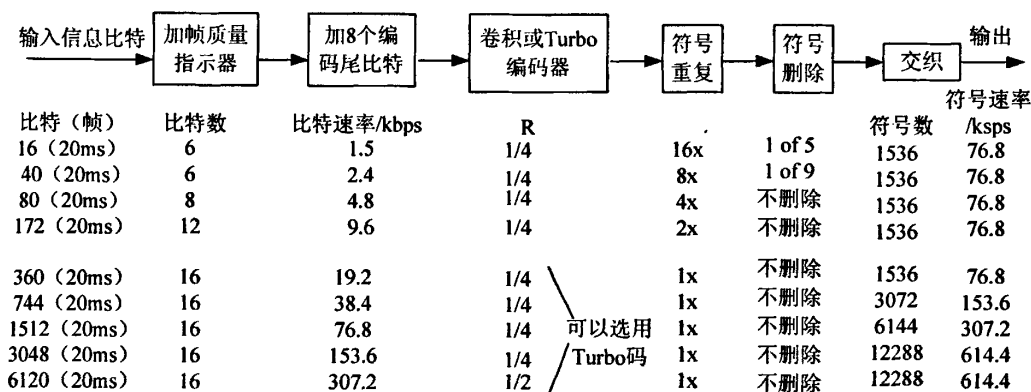 输入信息比特
加帧质量
指示器
加8个编
码尾比特
卷积或Turbo
编码器
符号
重复
符号
删除
交织
输出
比特（帧） 比特数 比特速率/kbps R 符号数 符号速率
/ksps
16（20ms） 6 1.5 1/4 16x 1 of 5 1536 76.8
40（20ms） 6 2.4 1/4 8x 1 of 9 1536 76.8
80（20ms） 8 4.8 1/4 4x 不删除 1536 76.8
172（20ms） 12 9.6 1/4 2x 不删除 1536 76.8
360（20ms） 16 19.2 1/4 1x 不删除 1536 76.8
744（20ms） 16 38.4 1/4 1x 不删除 3072 153.6
1512（20ms） 16 76.8 1/4 可以选用 1x 不删除 6144 307.2
3048（20ms） 16 153.6 1/4 Turbo码 1x 不删除 12288 614.4
6120（20ms） 16 307.2 1/2 1x 不删除 12288 614.4